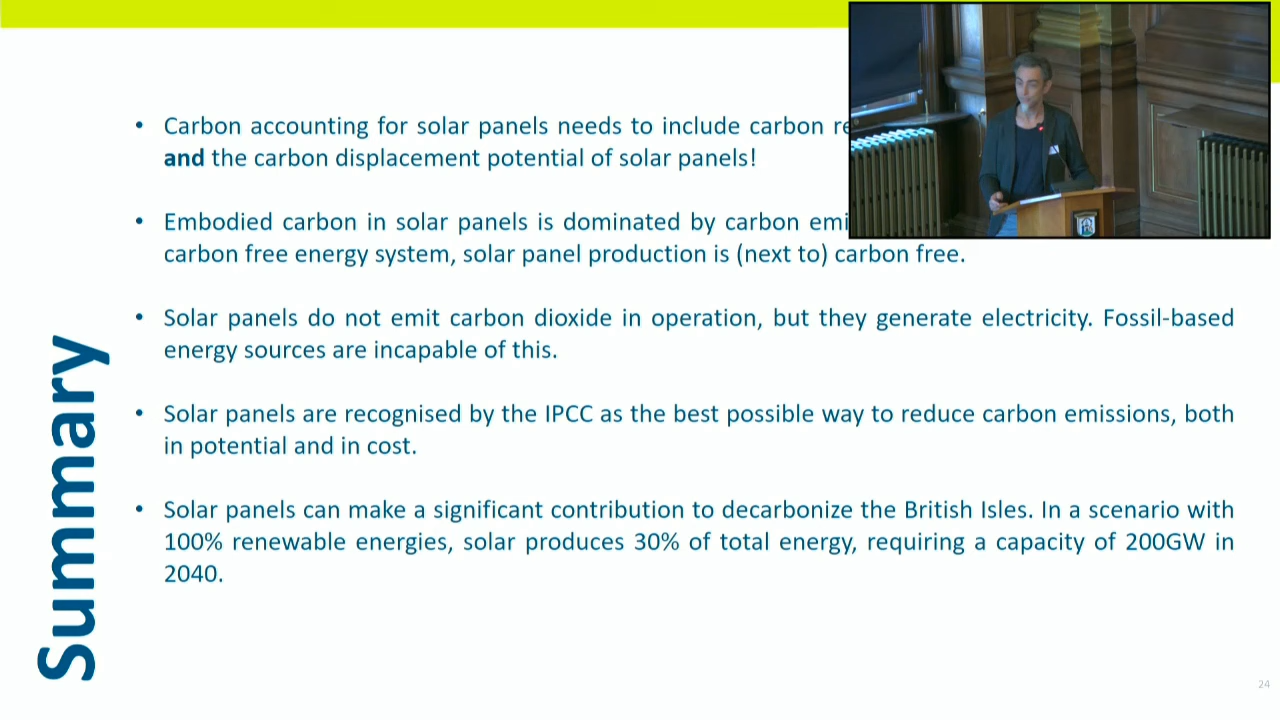 • Carbon accounting for solar panels needs to include carbon
and the carbon displacement potential of solar panels!
• Embodied carbon in solar panels is dominated by carbon
carbon free energy system, solar panel production is (next to) carbon free.
• Solar panels do not emit carbon dioxide in operation, but they generate electricity. Fossil-based
energy sources are incapable of this.
• Solar panels are recognised by the IPCC as the best possible way to reduce carbon emissions, both
in potential and in cost.
• Solar panels can make a significant contribution to decarbonize the British Isles. In a scenario with
100% renewable energies, solar produces 30% of total energy, requiring a capacity of 200GW in
2040.
Summary
24